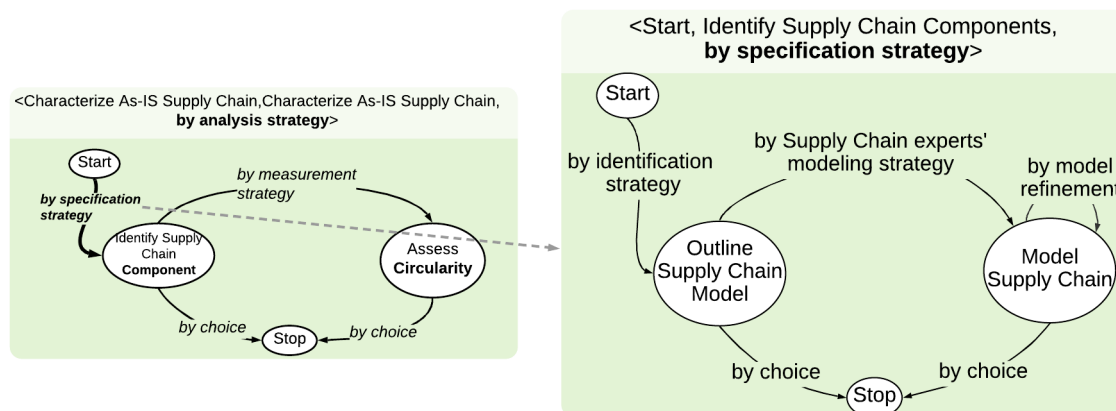 <Characterize As-IS Supply Chain,Characterize As-IS Supply Chain,
by analysis strategy>
Start
by specification
strategy
by measurement
strategy
Identify Supply
Chain
Component
Assess
Circularity
by choice
by choice
Stop
<Start, Identify Supply Chain Components,
by specification strategy>
Start
by identification
strategy
by Supply Chain experts'
modeling strategy
by model
refinement
Outline
Supply Chain
Model
Model
Supply Chain
by choice
by choice
Stop